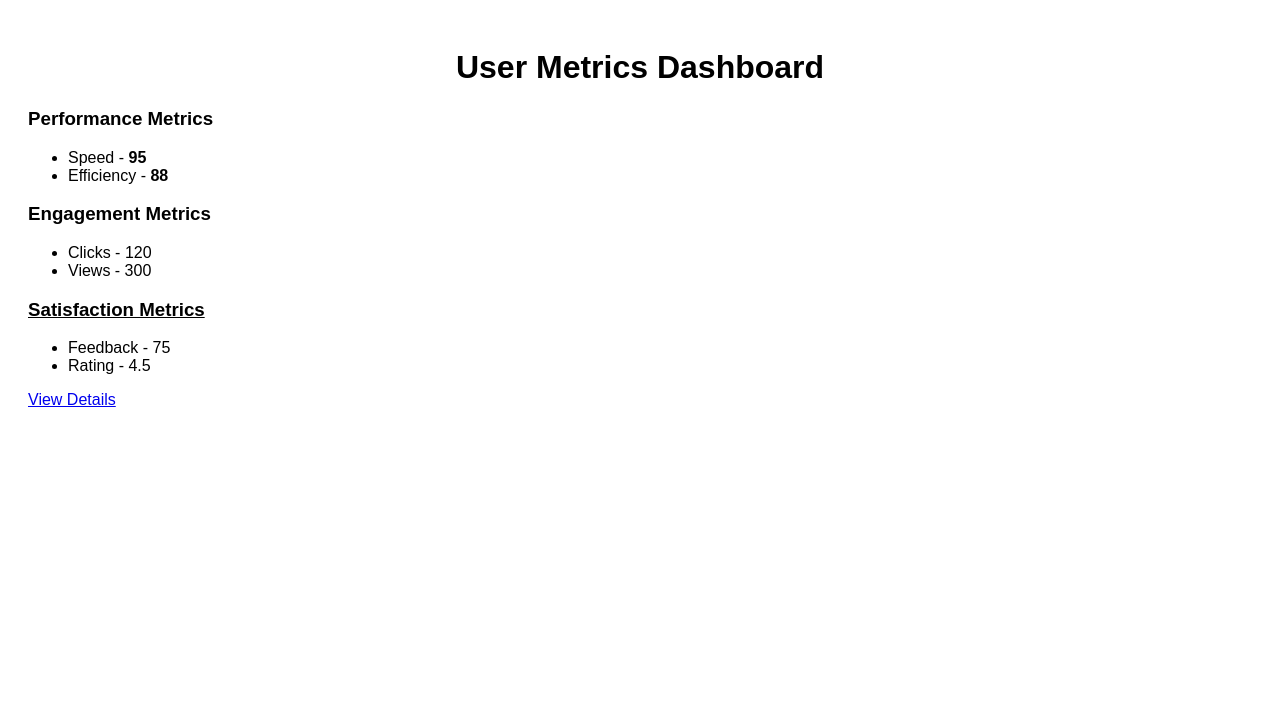 User Metrics Dashboard
Performance Metrics
Speed - 95
Efficiency - 88
Engagement Metrics
Clicks - 120
Views - 300
Satisfaction Metrics
Feedback - 75
Rating - 4.5
View Details